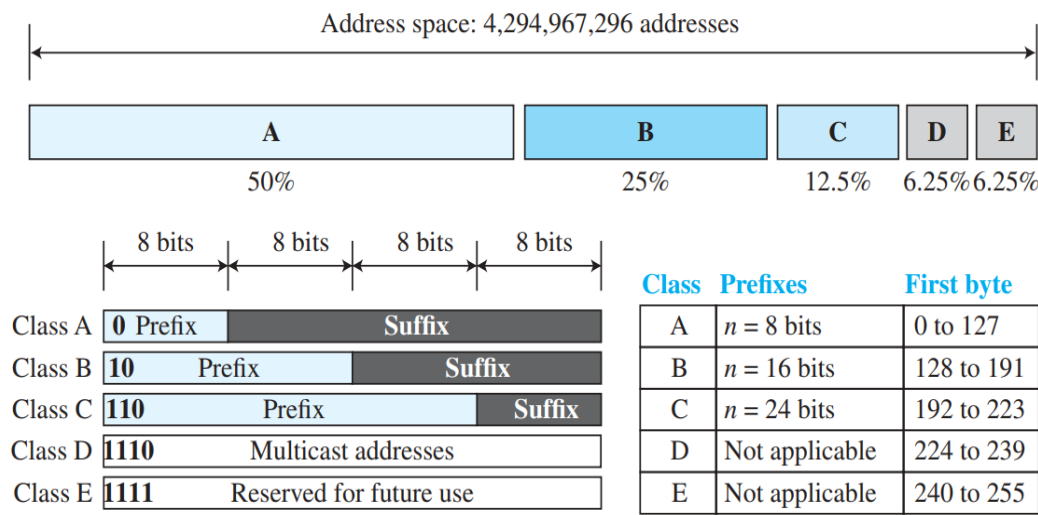 Address space: 4,294,967,296 addresses
A B C D E
50% 25% 12.5% 6.25% 6.25%
8 bits 8 bits 8 bits 8 bits
Class A 0 Prefix Suffix
Class B 10 Prefix Suffix
Class C 110 Prefix Suffix
Class D 1110 Multicast addresses
Class E 1111 Reserved for future use
Class Prefixes First byte
A n = 8 bits 0 to 127
B n = 16 bits 128 to 191
C n = 24 bits 192 to 223
D Not applicable 224 to 239
E Not applicable 240 to 255